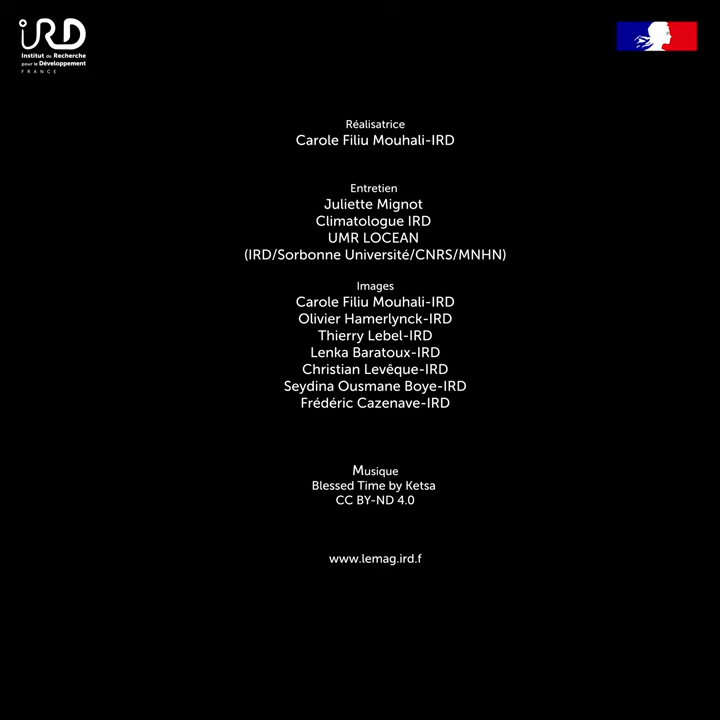 iRD
Institut de Recherche
pour le Développement
FRANCE
Réalisatrice
Carole Filiu Mouhali-IRD
Entretien
Juliette Mignot
Climatologue IRD
UMR LOCEAN
(IRD/Sorbonne Université/CNRS/MNHN)
Images
Carole Filiu Mouhali-IRD
Olivier Hamerlynck-IRD
Thierry Lebel-IRD
Lenka Baratoux-IRD
Christian Levêque-IRD
Seydina Ousmane Boye-IRD
Frédéric Cazenave-IRD
Musique
Blessed Time by Ketsa
CC BY-ND 4.0
www.lemag.ird.f